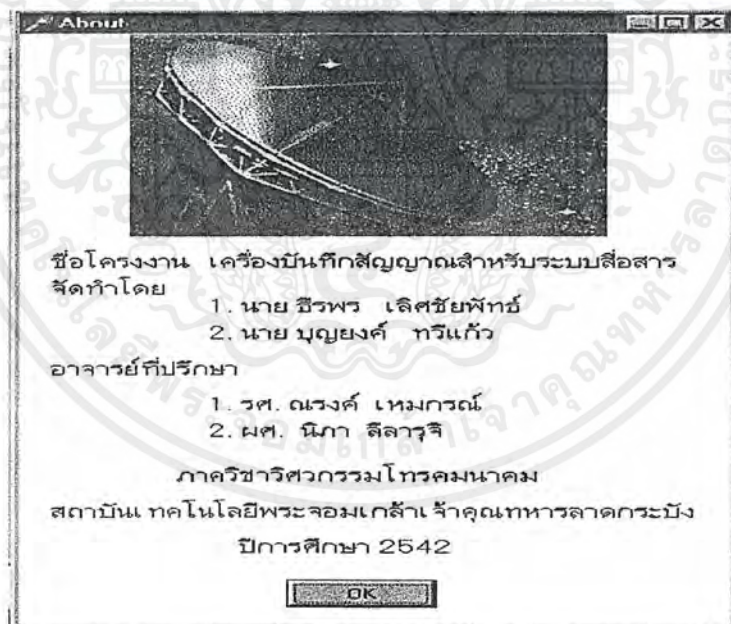 About
ชื่อโครงงาน เครื่องบันทึกสัญญาณสำหรับระบบสื่อสาร
จัดทำโดย
1. นาย ธีรพร เลิศชัยพัทธ์
2. นาย บุญยงค์ ทวีแก้ว
อาจารย์ที่ปรึกษา
1. รศ. ณรงค์ เหมกรณ์
2. ผศ. นิภา ลีลารุจิ
ภาควิชาวิศวกรรมโทรคมนาคม
สถาบันเทคโนโลยีพระจอมเกล้าเจ้าคุณทหารลาดกระบัง
ปีการศึกษา 2542
OK